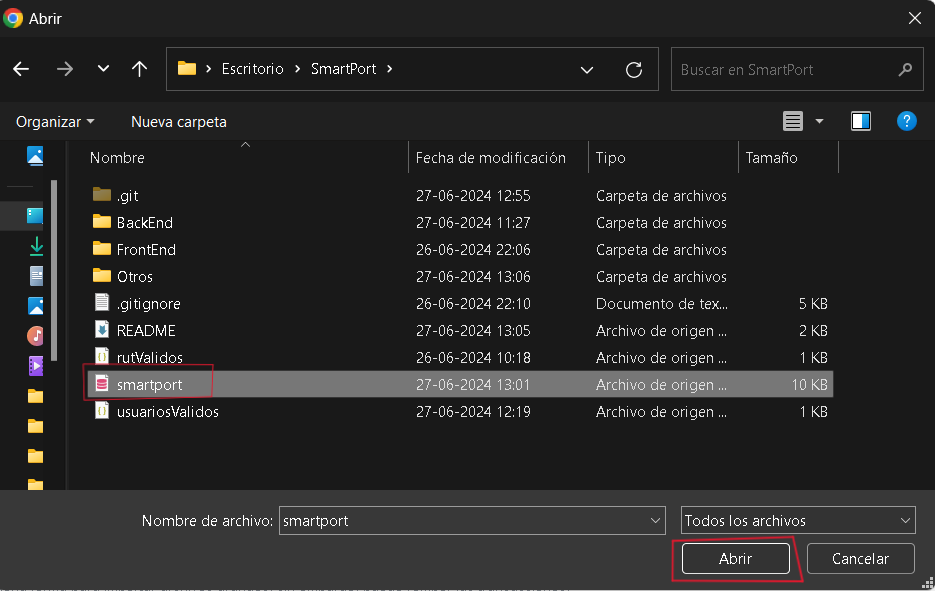 Abrir
Escritorio > SmartPort >
Buscar en SmartPort
Organizar Nueva carpeta
Nombre Fecha de modificación Tipo Tamaño
.git 27-06-2024 12:55 Carpeta de archivos
BackEnd 27-06-2024 11:27 Carpeta de archivos
FrontEnd 26-06-2024 22:06 Carpeta de archivos
Otros 27-06-2024 13:06 Carpeta de archivos
.gitignore 26-06-2024 22:10 Documento de tex... 5 KB
README 27-06-2024 13:05 Archivo de origen ... 2 KB
rutValidos 26-06-2024 10:18 Archivo de origen ... 1 KB
smartport 27-06-2024 13:01 Archivo de origen ... 10 KB
usuariosValidos 27-06-2024 12:19 Archivo de origen ... 1 KB
Nombre de archivo: smartport Todos los archivos
Abrir Cancelar